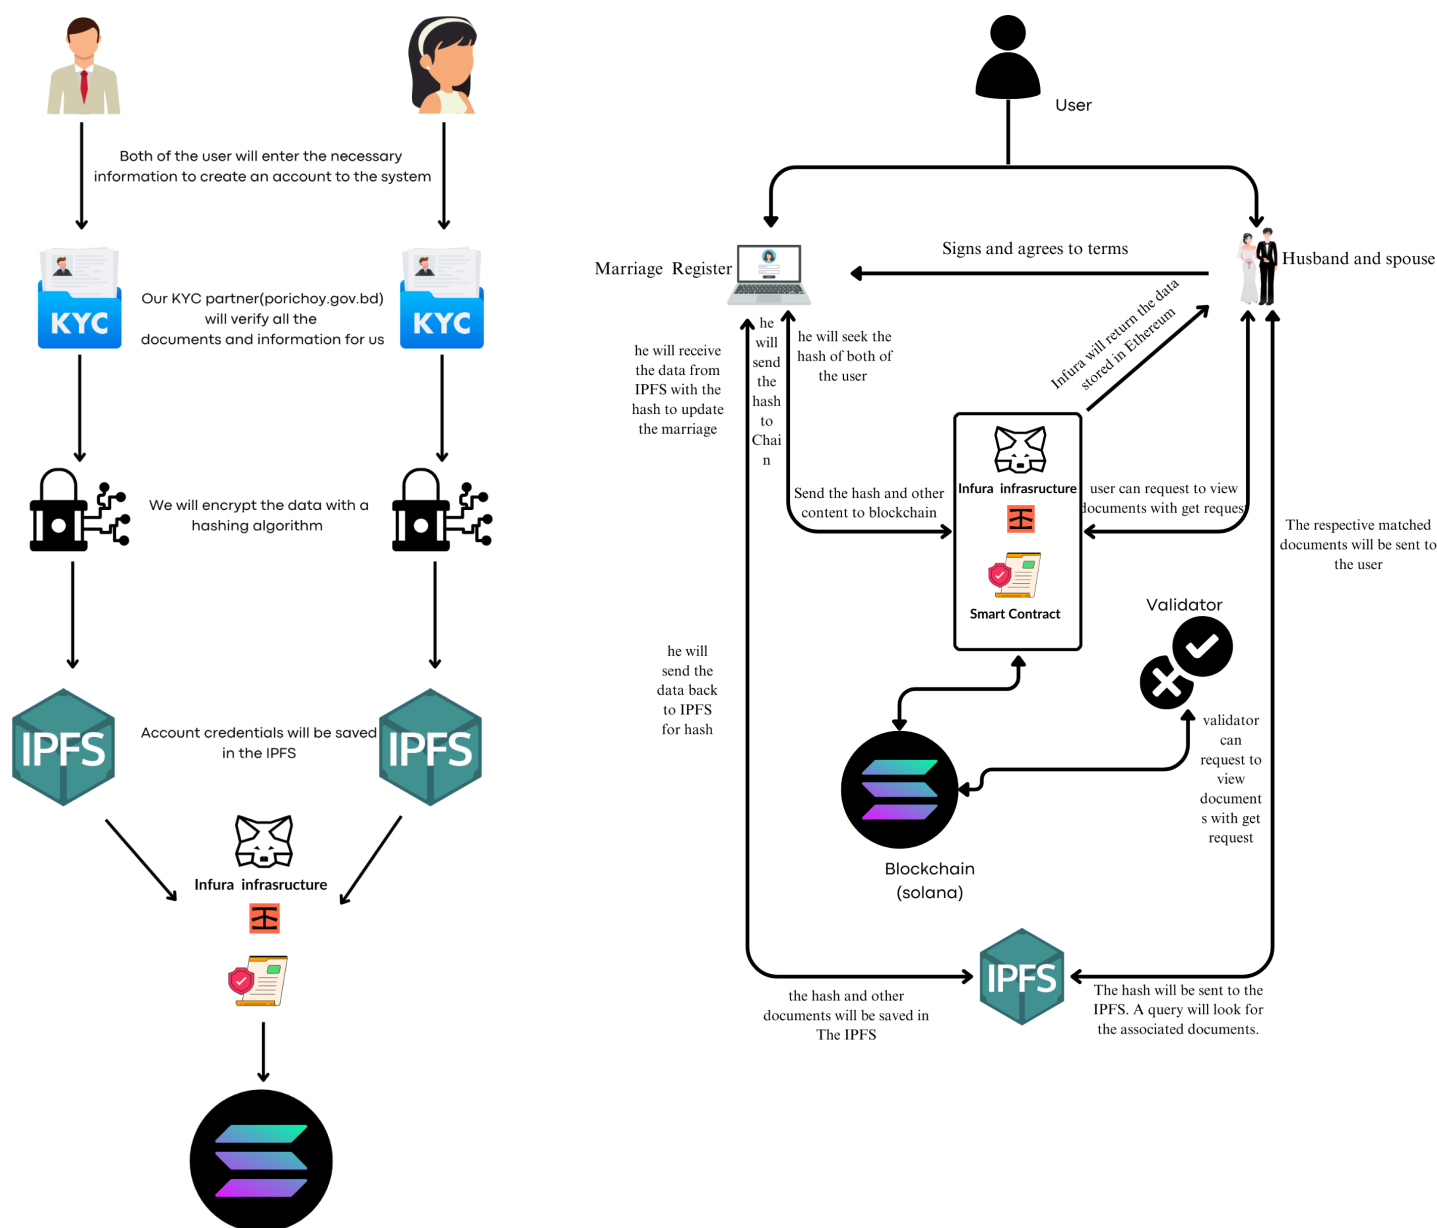 Both of the user will enter the necessary
information to create an account to the system
KYC
KYC
Our KYC partner(porichoy.gov.bd)
will verify all the
documents and information for us
We will encrypt the data with a
hashing algorithm
IPFS
IPFS
Account credentials will be saved
in the IPFS
Infura infrasructure
User
Marriage Register
Signs and agrees to terms
Husband and spouse
he will receive
the data from
IPFS with the
hash to update
the marriage
he
will
send
the
hash
to
Chai
n
he will seek the
hash of both of
the user
Infura will return the data
stored in Ethereum
Send the hash and other
content to blockchain
Infura infrasructure
Smart Contract
user can request to view
documents with get reques
The respective matched
documents will be sent to
the user
Validator
he will
send the
data back
to IPFS
for hash
validator
can
request to
view
document
s with get
request
Blockchain
(solana)
the hash and other
documents will be saved in
The IPFS
IPFS
The hash will be sent to the
IPFS. A query will look for
the associated documents.